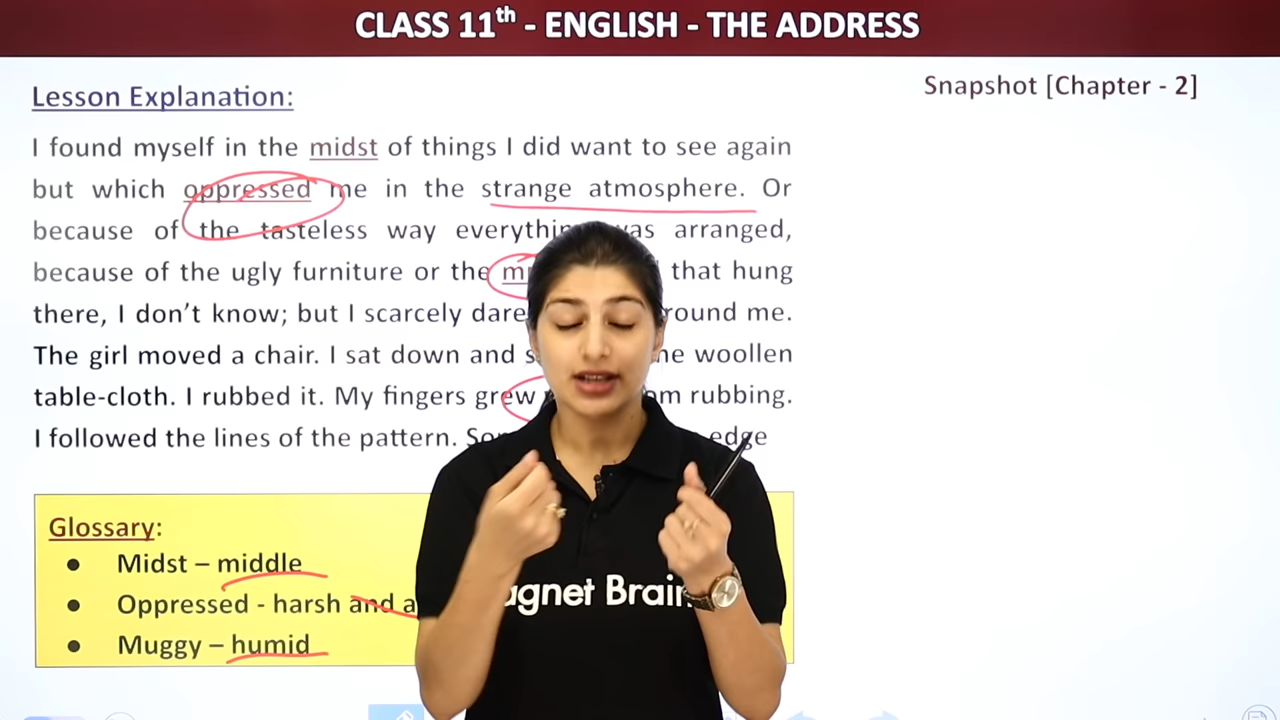 CLASS 11th - ENGLISH - THE ADDRESS
Lesson Explanation:
Snapshot [Chapter - 2]
I found myself in the midst of things I did want to see again
but which oppressed me in the strange atmosphere. Or
because of the tasteless way everything was arranged,
because of the ugly furniture or the that hung
there, I don't know; but I scarcely dare me.
The girl moved a chair. I sat down and woollen
table-cloth. I rubbed it. My fingers grew rubbing.
I followed the lines of the pattern. edge
Glossary:
● Midst – middle
● Oppressed - harsh and
● Muggy – humid
agnet Brain